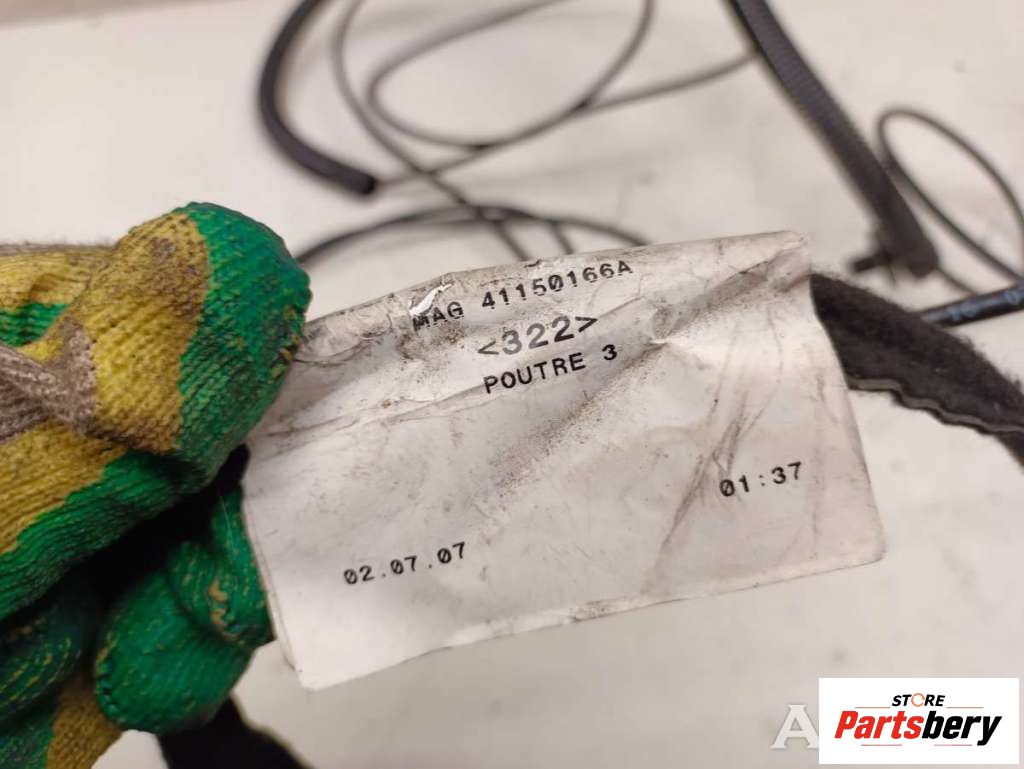 MAG 41150166A
<322>
POUTRE 3
01:37
02.07.07
STORE
Partsbery